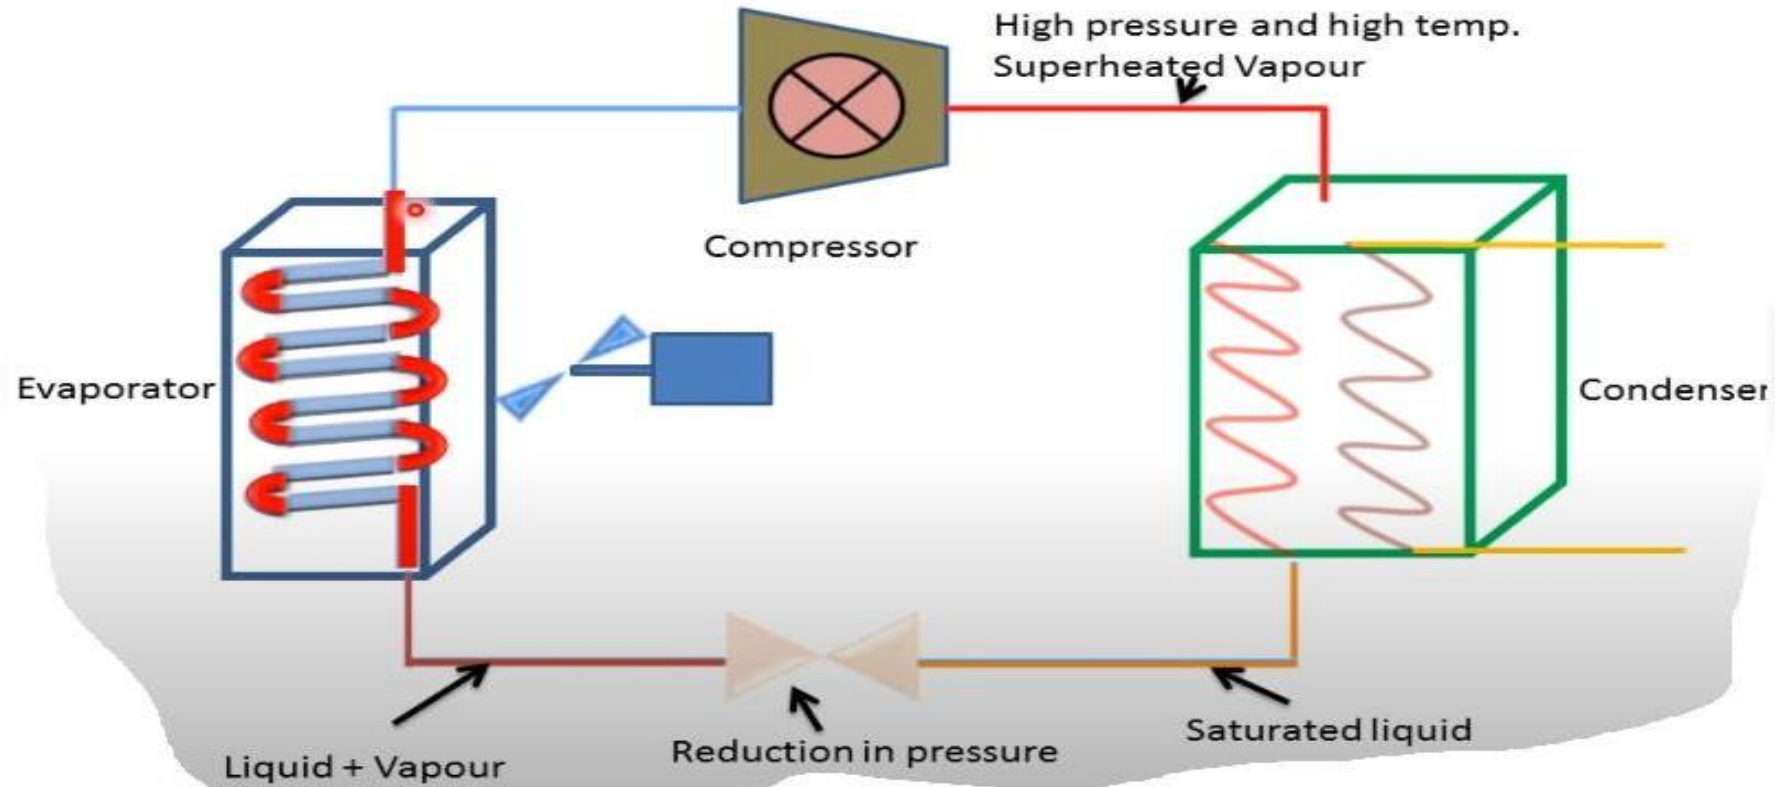 High pressure and high temp.
Superheated Vapour
Compressor
Evaporator
Condenser
Saturated liquid
Reduction in pressure
Liquid + Vapour